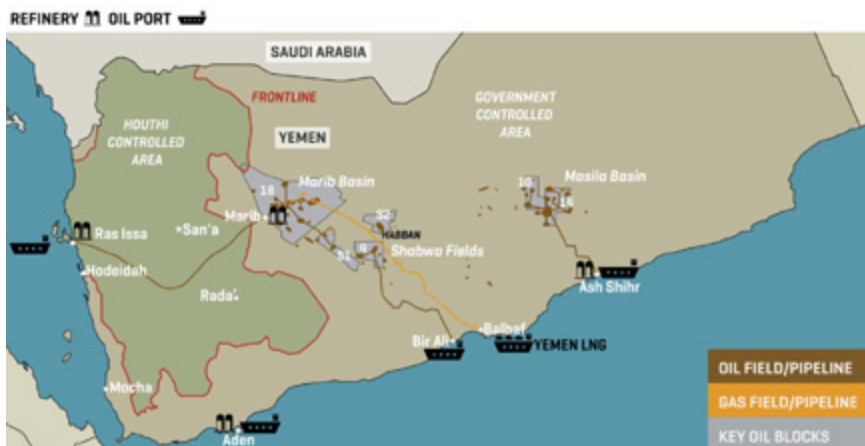 REFINERY OIL PORT
SAUDI ARABIA
FRONTLINE
GOVERNMENT
CONTROLLED
AREA
HOUTHI
CONTROLLED
AREA
YEMEN
Marib Basin
18
Masila Basin
10
14
Marib
S2
HABBAN
Ras Issa
San'a
4
Shabwa Fields
S1
Hodeidah
Rada'
Ash Shihr
Balhaf
Bir Ali
YEMEN LNG
Mocha
Aden
OIL FIELD/PIPELINE
GAS FIELD/PIPELINE
KEY OIL BLOCKS